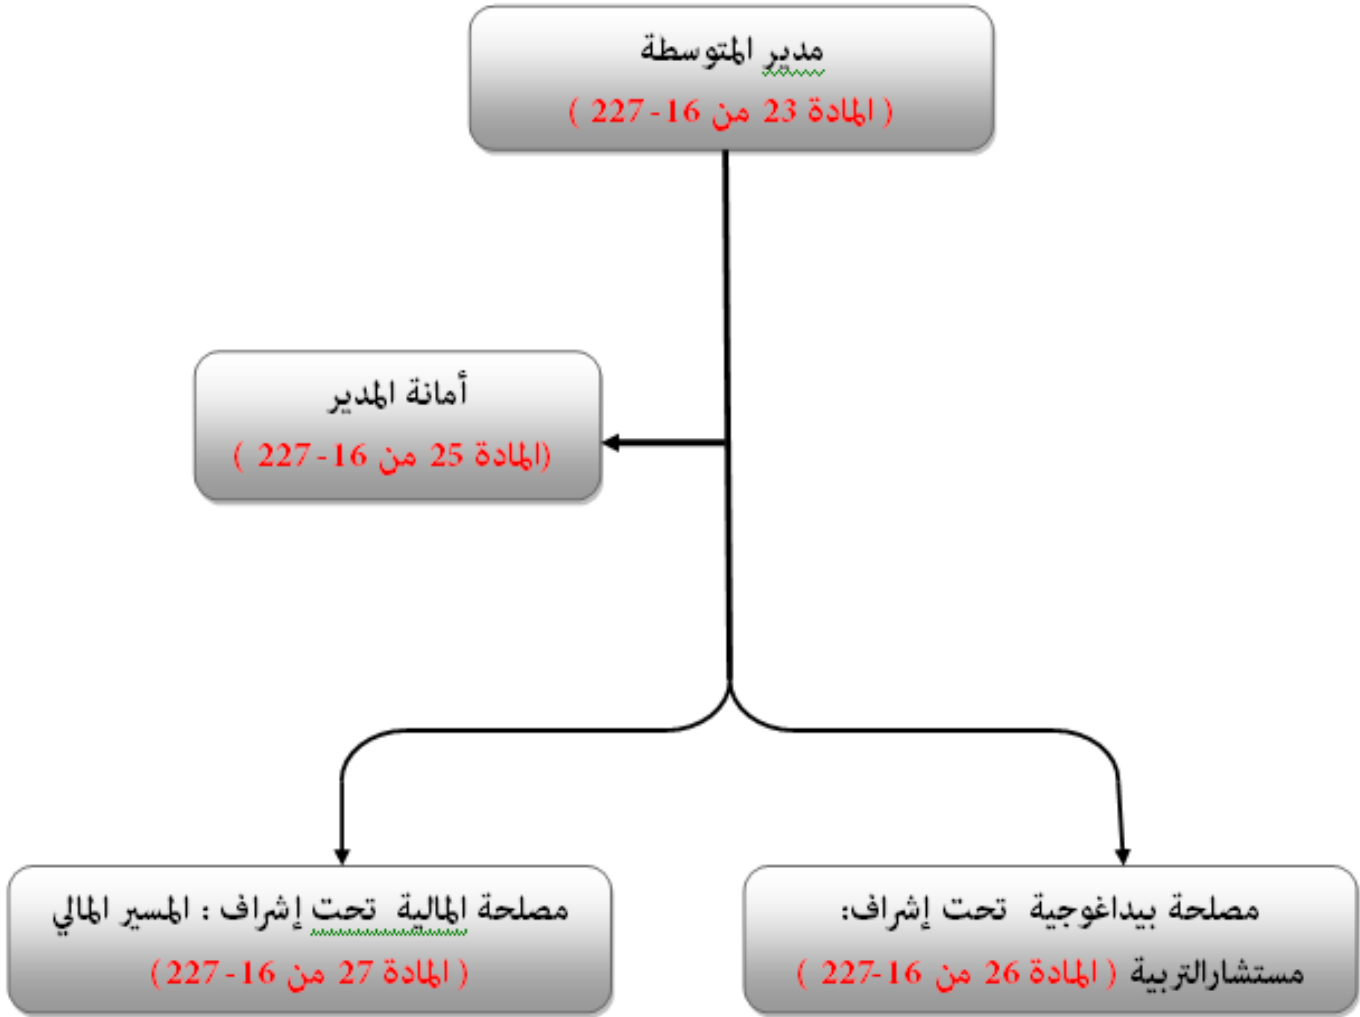 مدير المتوسطة
( المادة 23 من 16-227 )
أمانة المدير
(المادة 25 من 16-227 )
مصلحة بيداغوجية تحت إشراف:
مستشارالتربية ( المادة 26 من 16-227 )
مصلحة المالية تحت إشراف : المسير المالي
( المادة 27 من 16-227)